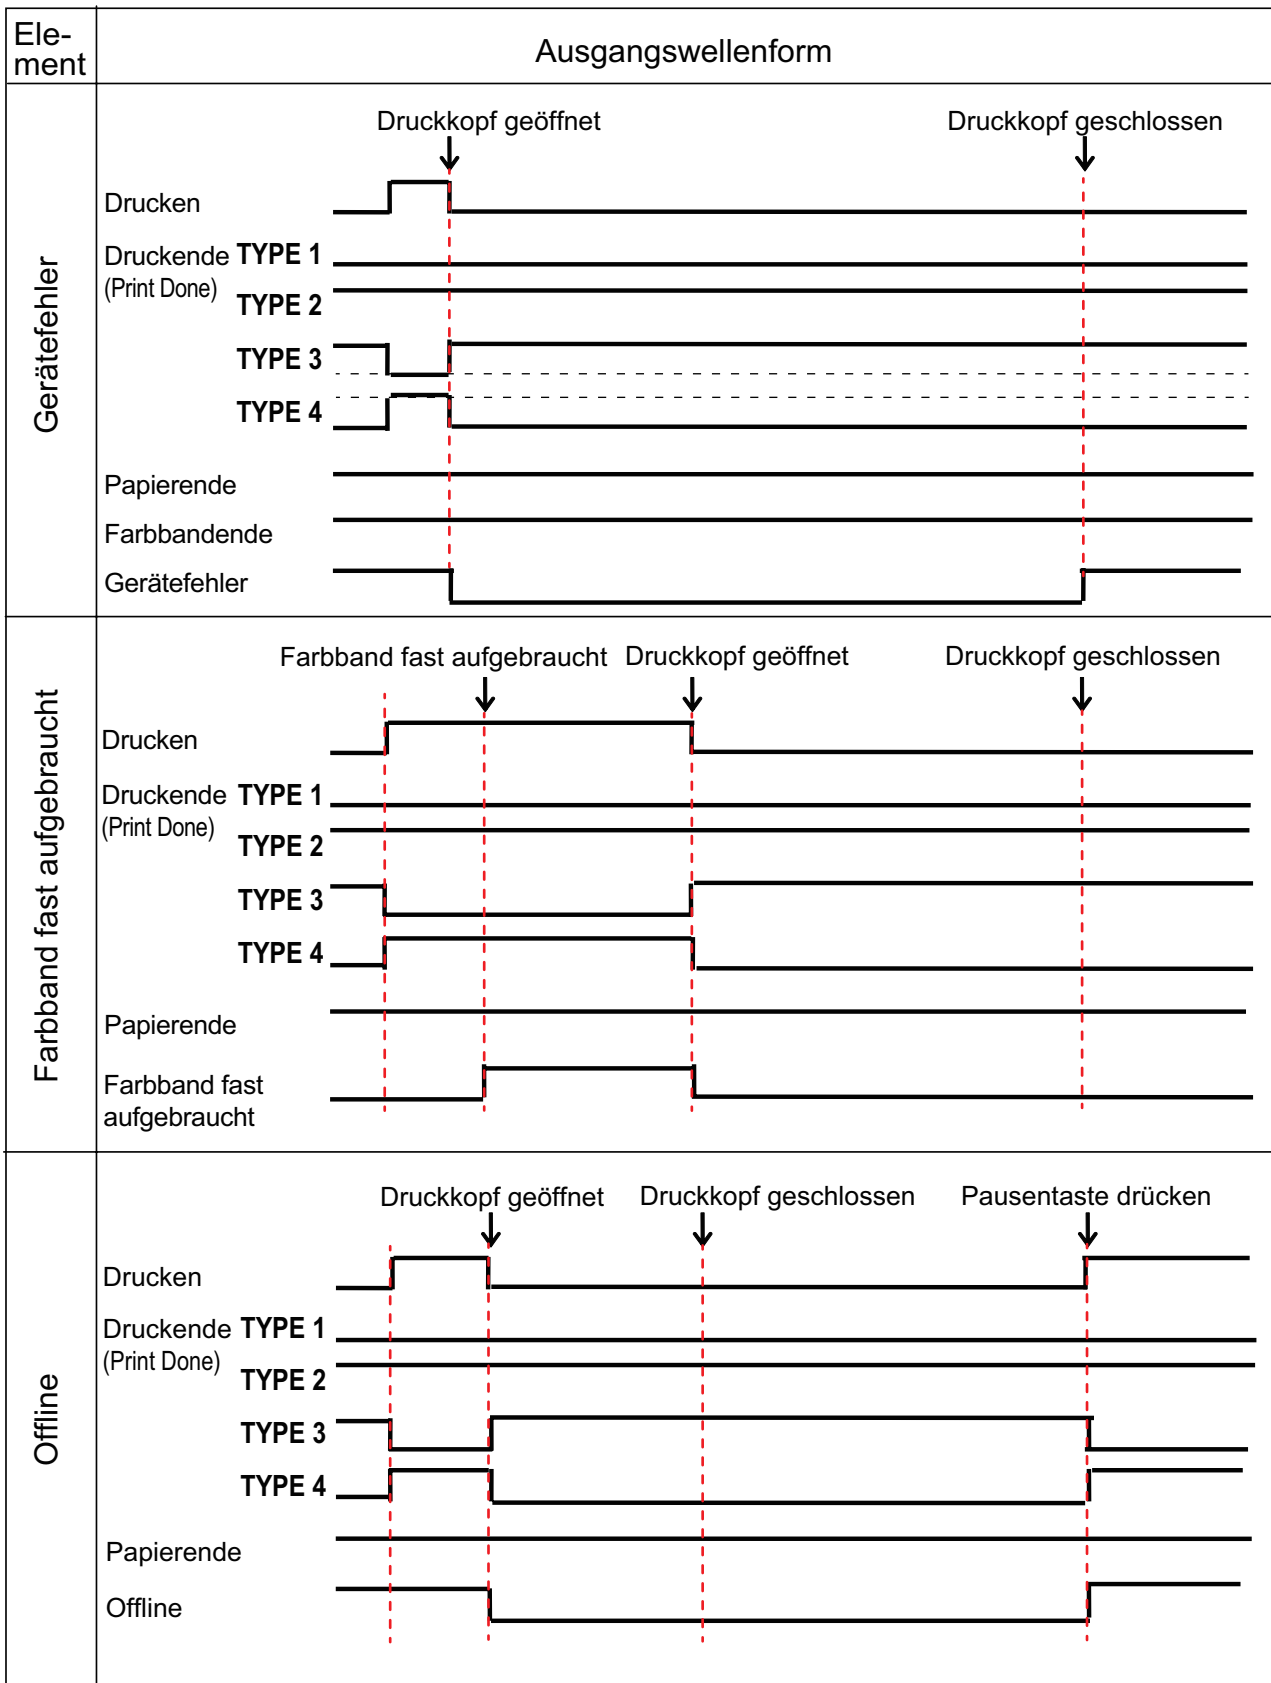 Ele-
ment
Ausgangswellenform
Gerätefehler
Druckkopf geöffnet
Druckkopf geschlossen
Drucken
Druckende TYPE 1
(Print Done)
TYPE 2
TYPE 3
TYPE 4
Papierende
Farbbandende
Gerätefehler
Farbband fast aufgebraucht
Farbband fast aufgebraucht
Druckkopf geöffnet
Druckkopf geschlossen
Drucken
Druckende TYPE 1
(Print Done)
TYPE 2
TYPE 3
TYPE 4
Papierende
Farbband fast
aufgebraucht
Offline
Druckkopf geöffnet
Druckkopf geschlossen
Pausentaste drücken
Drucken
Druckende TYPE 1
(Print Done)
TYPE 2
TYPE 3
TYPE 4
Papierende
Offline